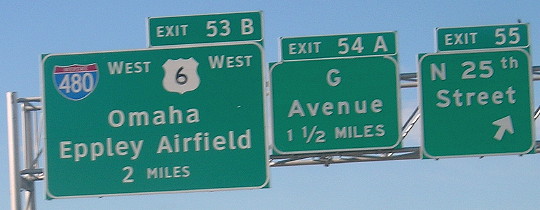 EXIT 53 B
INTERSTATE
480 WEST 6 WEST
Omaha
Eppley Airfield
2 MILES
EXIT 54 A
G
Avenue
1 1/2 MILES
EXIT 55
N 25th
Street